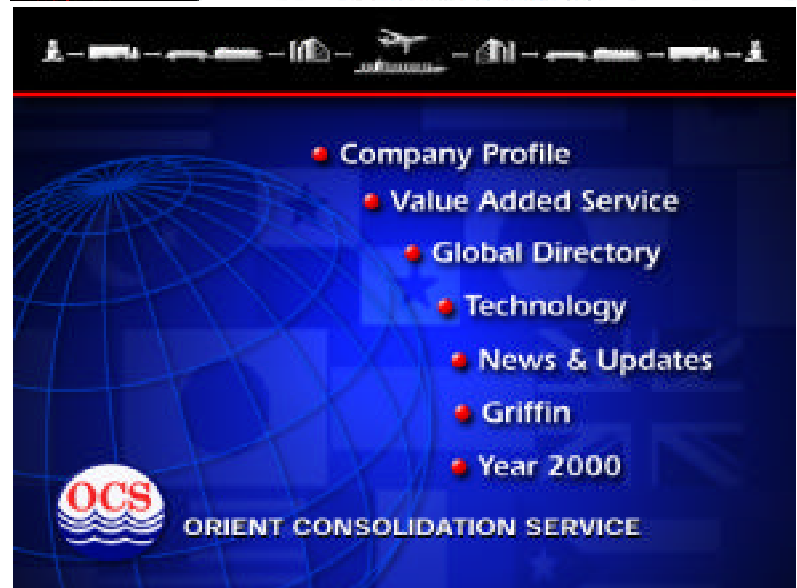 Company Profile
Value Added Service
Global Directory
Technology
News & Updates
Griffin
Year 2000
OCS
ORIENT CONSOLIDATION SERVICE